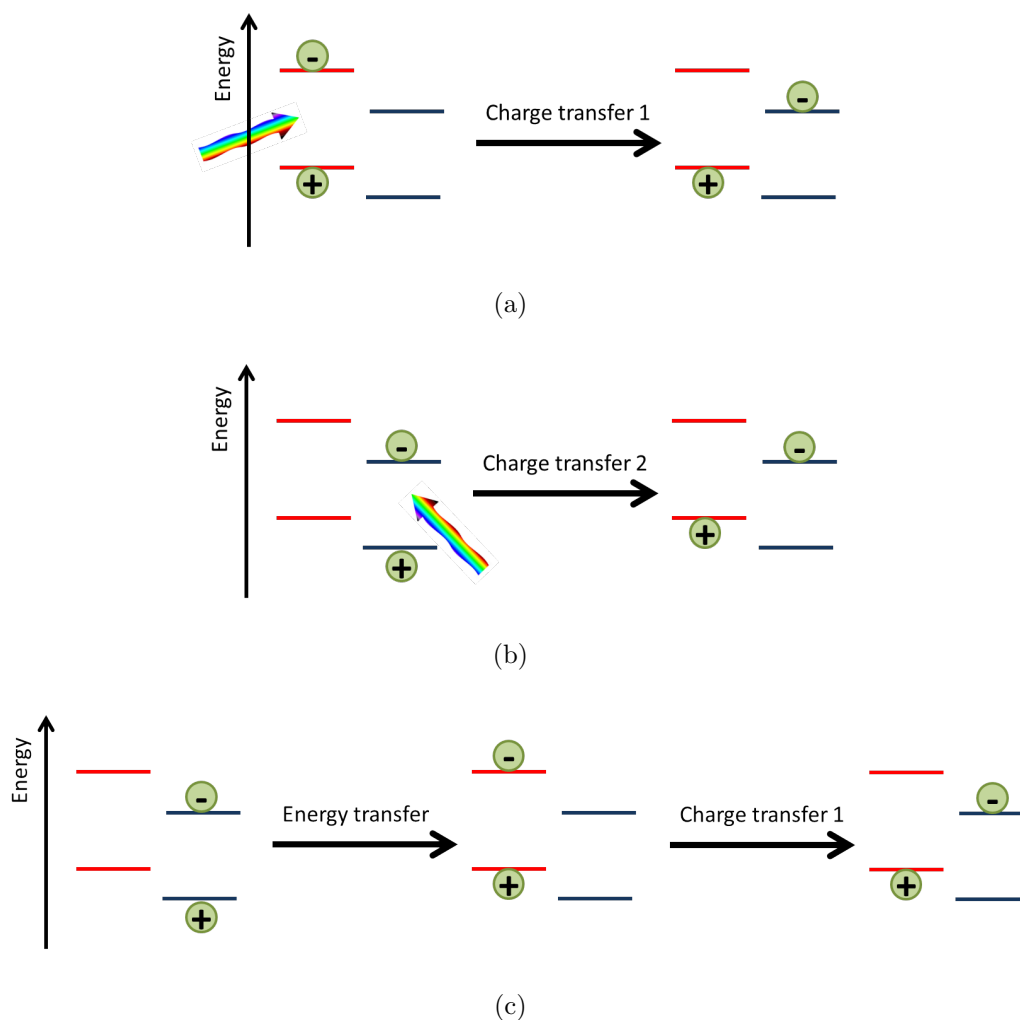 Energy
-
+
Charge transfer 1
-
+
(a)
Energy
-
+
Charge transfer 2
-
+
(b)
Energy
-
+
Energy transfer
-
+
Charge transfer 1
-
+
(c)